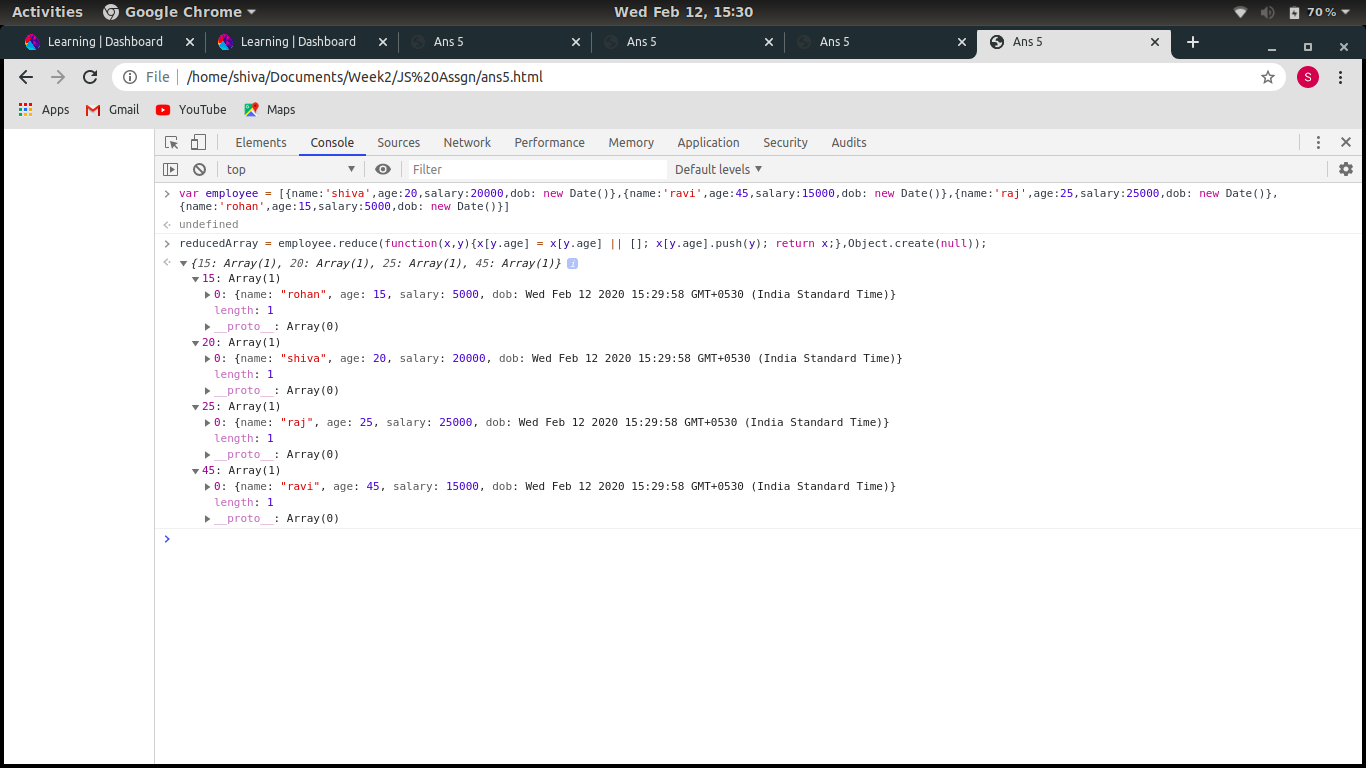 Activities Google Chrome Wed Feb 12, 15:30 70 %
Learning | Dashboard Learning | Dashboard Ans 5 Ans 5 Ans 5 Ans 5
File /home/shiva/Documents/Week2/JS%20Assgn/ans5.html S
Apps Gmail YouTube Maps
Elements Console Sources Network Performance Memory Application Security Audits
top Filter Default levels
var employee = [{name:'shiva',age:20,salary:20000,dob: new Date()},{name:'ravi',age:45,salary:15000,dob: new Date()},{name:'raj',age:25,salary:25000,dob: new Date()},
{name:'rohan',age:15,salary:5000,dob: new Date()}]
undefined
reducedArray = employee.reduce(function(x,y){x[y.age] = x[y.age] || []; x[y.age].push(y); return x;},Object.create(null));
{15: Array(1), 20: Array(1), 25: Array(1), 45: Array(1)} i
15: Array(1)
0: {name: "rohan", age: 15, salary: 5000, dob: Wed Feb 12 2020 15:29:58 GMT+0530 (India Standard Time)}
length: 1
__proto__: Array(0)
20: Array(1)
0: {name: "shiva", age: 20, salary: 20000, dob: Wed Feb 12 2020 15:29:58 GMT+0530 (India Standard Time)}
length: 1
__proto__: Array(0)
25: Array(1)
0: {name: "raj", age: 25, salary: 25000, dob: Wed Feb 12 2020 15:29:58 GMT+0530 (India Standard Time)}
length: 1
__proto__: Array(0)
45: Array(1)
0: {name: "ravi", age: 45, salary: 15000, dob: Wed Feb 12 2020 15:29:58 GMT+0530 (India Standard Time)}
length: 1
__proto__: Array(0)